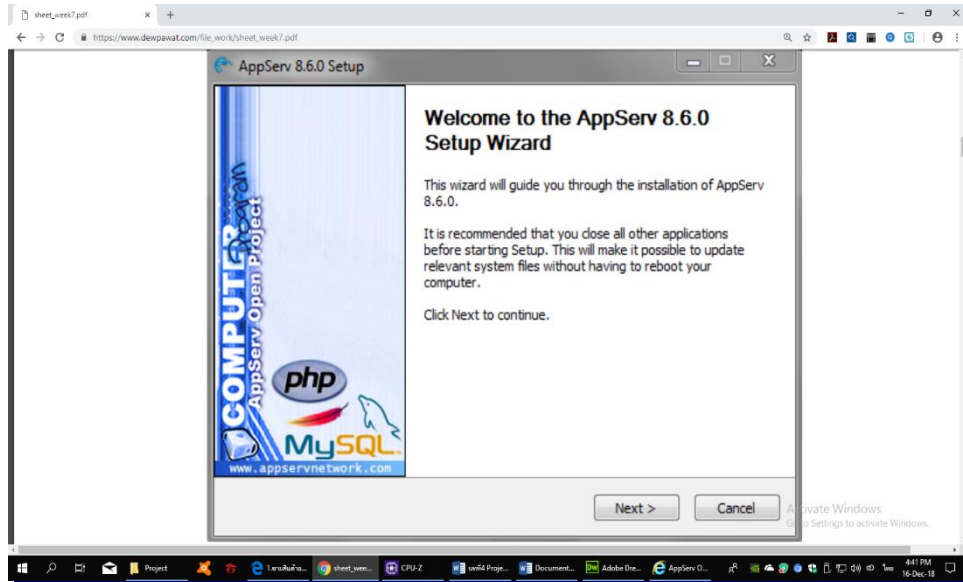 sheet_week7.pdf
https://www.dewpawat.com/file_work/sheet_week7.pdf
AppServ 8.6.0 Setup
Welcome to the AppServ 8.6.0
Setup Wizard
This wizard will guide you through the installation of AppServ
8.6.0.
It is recommended that you close all other applications
before starting Setup. This will make it possible to update
relevant system files without having to reboot your
computer.
Click Next to continue.
COMPUTER
Program
AppServ Open Project
php
MySQL
www.appservnetwork.com
Next >
Cancel
Activate Windows
Go to Settings to activate Windows.
Project
sheet_wee...
CPU-Z
Document...
Dw
Adobe Dre...
AppServ O...
ไทย
4:41 PM
16-Dec-18